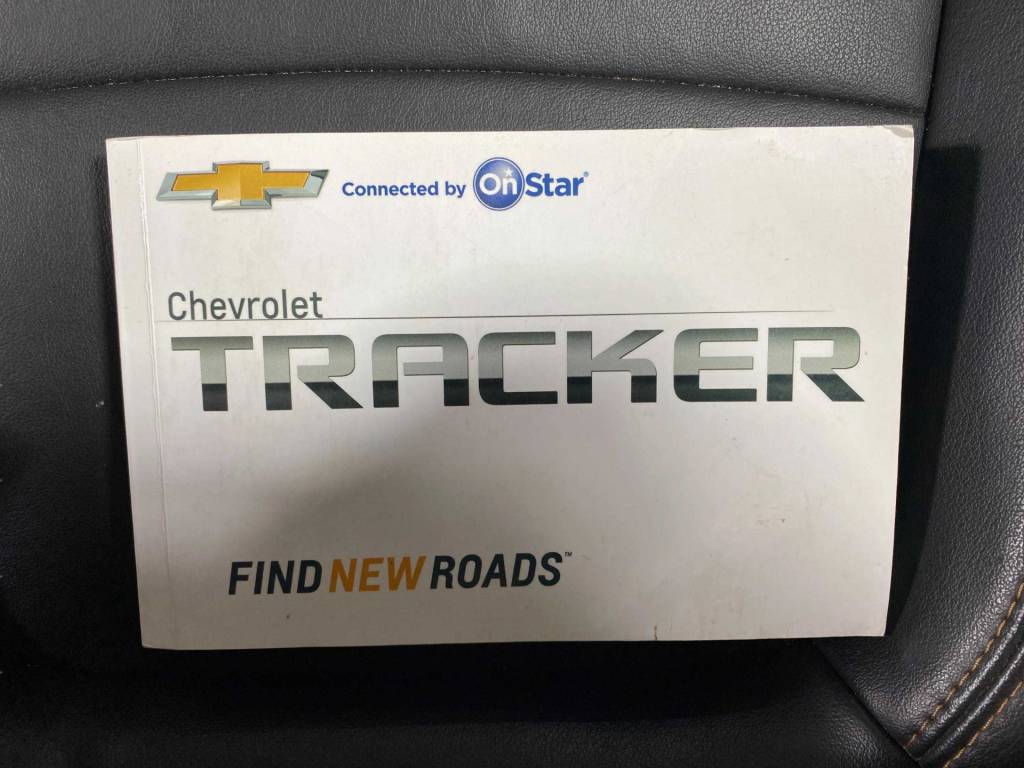 Connected by OnStar®
Chevrolet
TRACKER
FIND NEW ROADS™